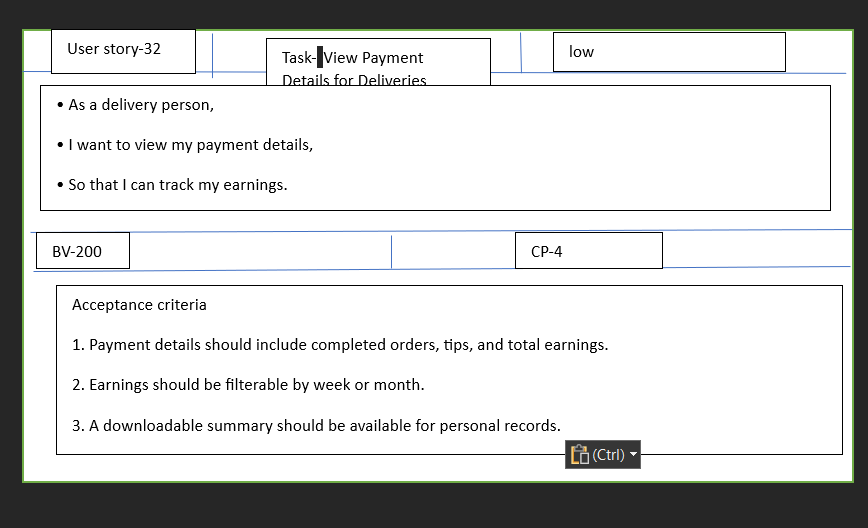 User story-32
Task- View Payment
Details for Deliveries
low
• As a delivery person,
• I want to view my payment details,
• So that I can track my earnings.
BV-200
CP-4
Acceptance criteria
1. Payment details should include completed orders, tips, and total earnings.
2. Earnings should be filterable by week or month.
3. A downloadable summary should be available for personal records.
(Ctrl)